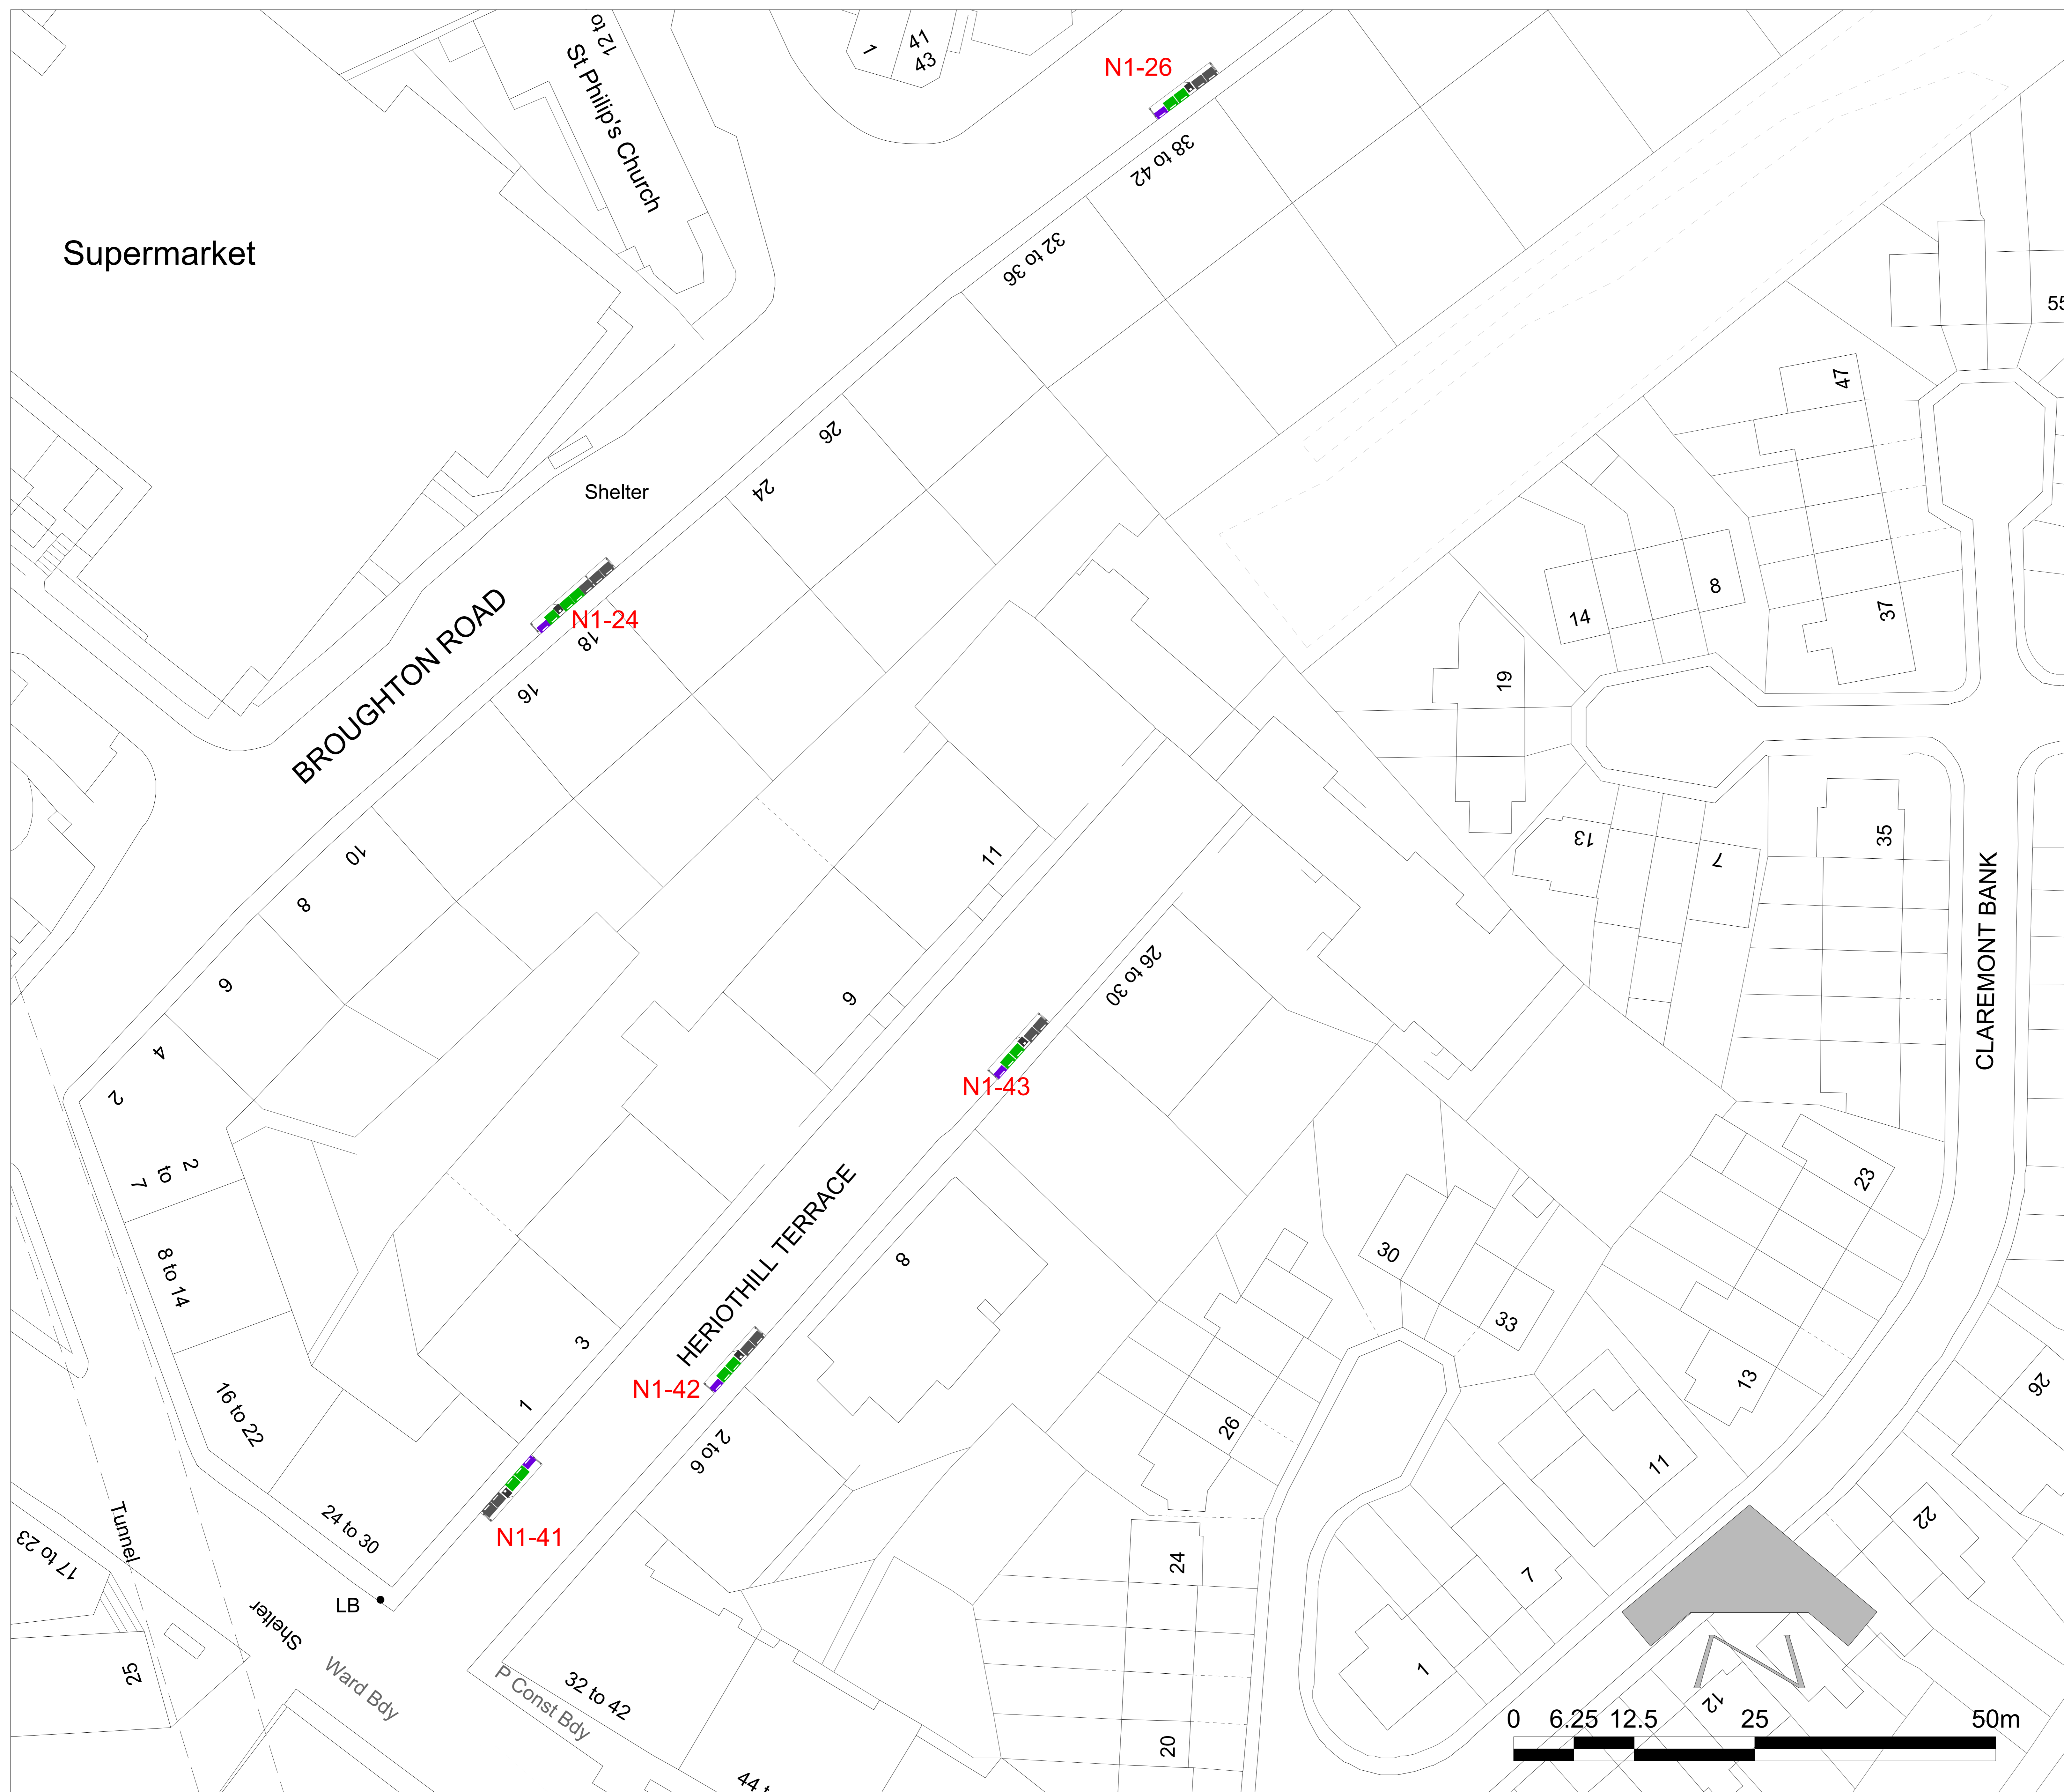 12 to
St Philip's Church
1
41
43
N1-26
38 to 42
Supermarket
32 to 36
55
47
26
24
Shelter
14
8
37
N1-24
18
BROUGHTON ROAD
16
19
10
11
13
7
35
8
CLAREMONT BANK
6
9
26 to 30
4
2
N1-43
2
to
7
23
8 to 14
HERIOTHILL TERRACE
8
30
33
3
N1-42
13
26
1
16 to 22
2 to 6
26
11
N1-41
24 to 30
Tunnel
17 to 23
LB
Shelter
24
7
22
25
Ward Bdy
P Const Bdy
32 to 42
1
12
N
20
44 t
0 6.25 12.5 25 50m